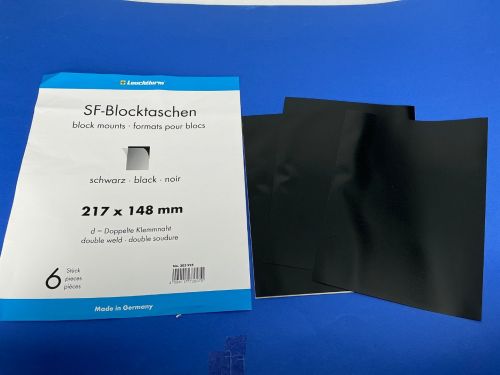 Leuchtturm
SF-Blocktaschen
block mounts · formats pour blocs
schwarz · black · noir
217 x 148 mm
d = Doppelte Klemmnaht
double weld · double soudure
6 Stück
pieces
pièces
Made in Germany